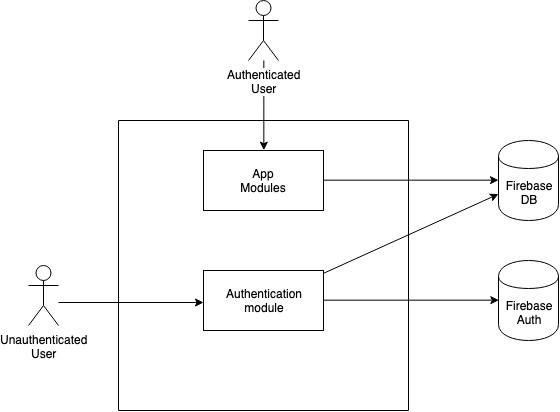 Authenticated
User
App
Modules
Firebase
DB
Authentication
module
Firebase
Auth
Unauthenticated
User